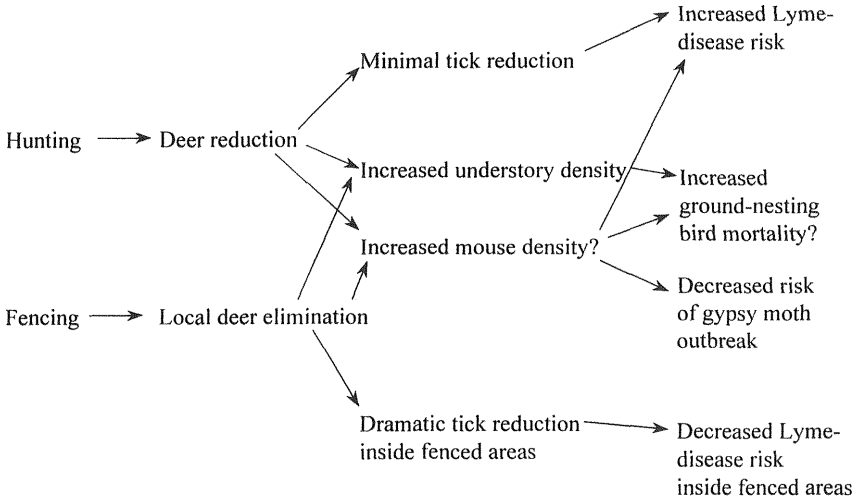 Hunting
Deer reduction
Fencing
Local deer elimination
Minimal tick reduction
Increased understory density
Increased mouse density?
Dramatic tick reduction
inside fenced areas
Increased Lyme-
disease risk
Increased
ground-nesting
bird mortality?
Decreased risk
of gypsy moth
outbreak
Decreased Lyme-
disease risk
inside fenced areas